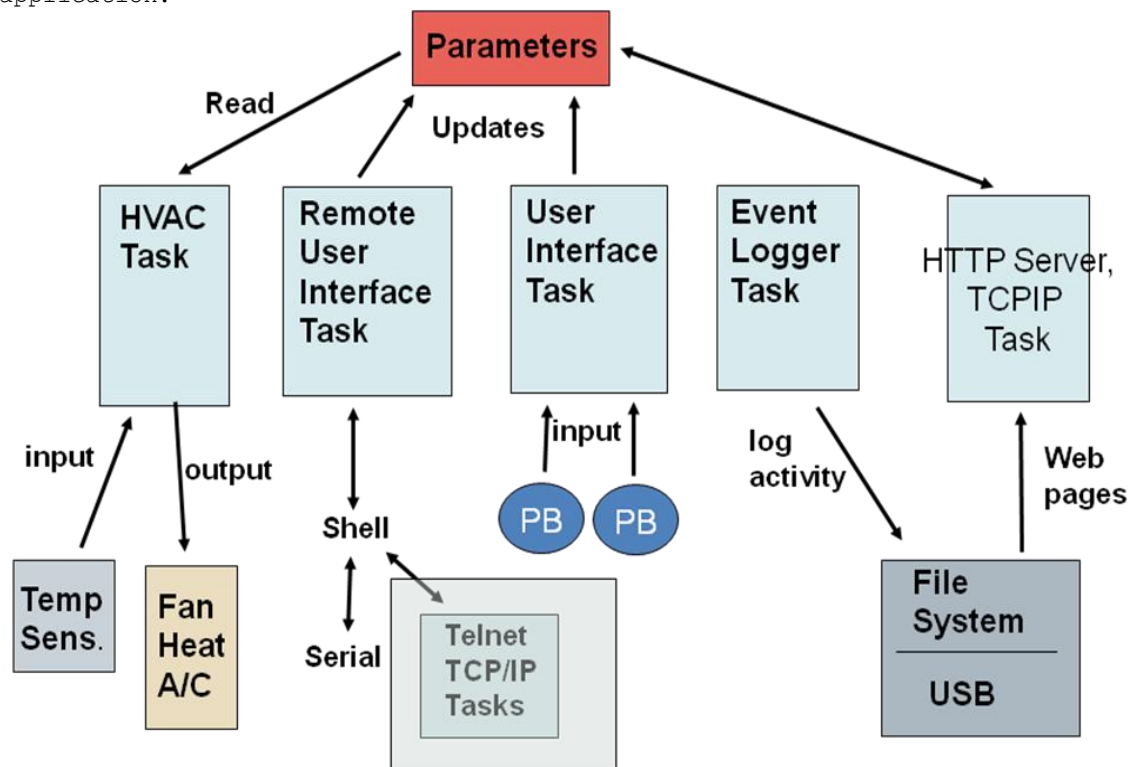 application.
Parameters
Read
Updates
HVAC
Task
Remote
User
Interface
Task
User
Interface
Task
Event
Logger
Task
HTTP Server,
TCPIP
Task
input
output
input
log
activity
Web
pages
PB
PB
Shell
Serial
Temp
Sens.
Fan
Heat
A/C
Telnet
TCP/IP
Tasks
File
System
USB